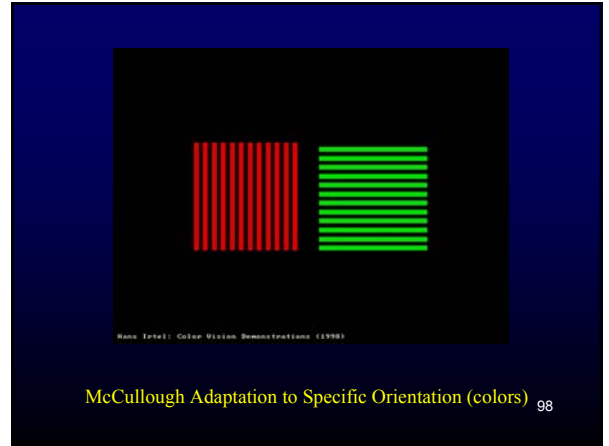 Hans Irtel: Color Vision Demonstrations (1998)
McCullough Adaptation to Specific Orientation (colors)
98